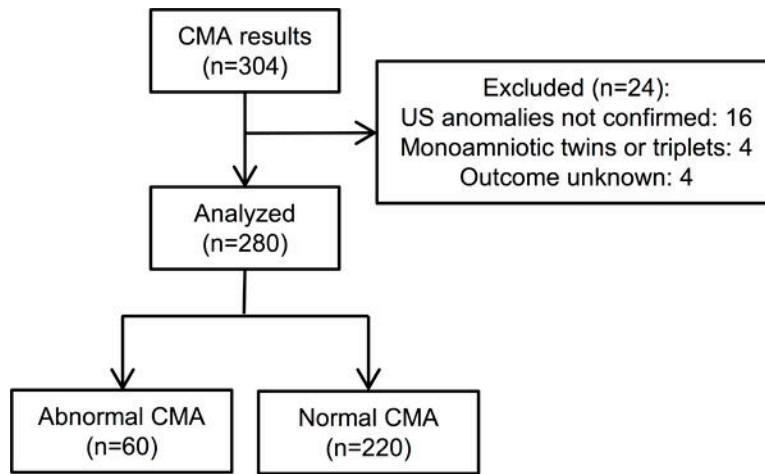 CMA results
(n=304)
Excluded (n=24):
US anomalies not confirmed: 16
Monoamniotic twins or triplets: 4
Outcome unknown: 4
Analyzed
(n=280)
Abnormal CMA
(n=60)
Normal CMA
(n=220)